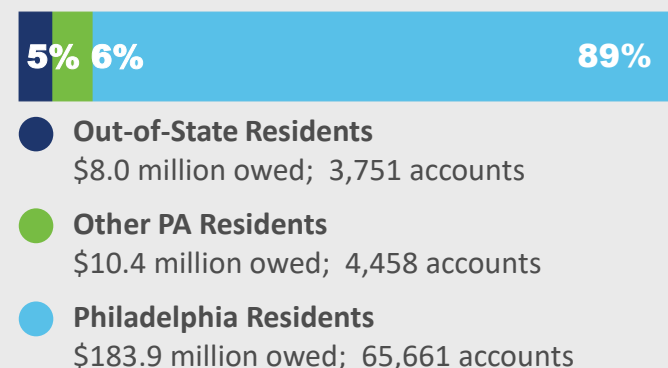 5% 6% 89%
Out-of-State Residents
$8.0 million owed; 3,751 accounts
Other PA Residents
$10.4 million owed; 4,458 accounts
Philadelphia Residents
$183.9 million owed; 65,661 accounts